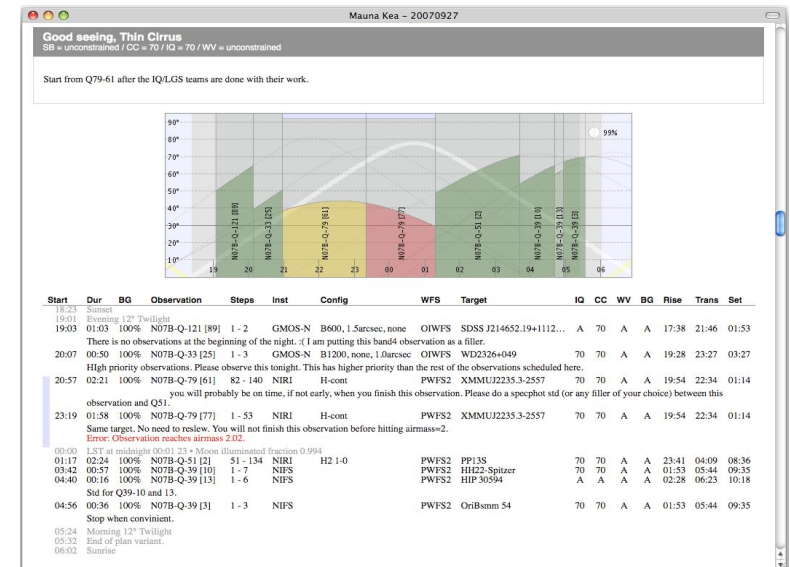 Mauna Kea – 20070927
Good seeing, Thin Cirrus
SB = unconstrained / CC = 70 / IQ = 70 / WV = unconstrained
Start from Q79-61 after the IQ/LGS teams are done with their work.
90°
80°
70°
60°
50°
40°
30°
20°
10°
99%
N07B-Q-121 [89]
N07B-Q-33 [25]
N07B-Q-79 [61]
N07B-Q-79 [77]
N07B-Q-51 [2]
N07B-Q-39 [10]
N07B-Q-39 [13]
N07B-Q-39 [3]
19 20 21 22 23 00 01 02 03 04 05 06
Start Dur BG Observation Steps Inst Config WFS Target IQ CC WV BG Rise Trans Set
18:23 Sunset
19:01 Evening 12° Twilight
19:03 01:03 100% N07B-Q-121 [89] 1 - 2 GMOS-N B600, 1.5arcsec, none OIWFS SDSS J214652.19+1112... A 70 A A 17:38 21:46 01:53
There is no observations at the beginning of the night. :( I am putting this band4 observation as a filler.
20:07 00:50 100% N07B-Q-33 [25] 1 - 3 GMOS-N B1200, none, 1.0arcsec OIWFS WD2326+049 70 70 A A 19:28 23:27 03:27
HIgh priority observations. Please observe this tonight. This has higher priority than the rest of the observations scheduled here.
20:57 02:21 100% N07B-Q-79 [61] 82 - 140 NIRI H-cont PWFS2 XMMUJ2235.3-2557 70 70 A A 19:54 22:34 01:14
you will probably be on time, if not early, when you finish this observation. Please do a specphot std (or any filler of your choice) between this
observation and Q51.
23:19 01:58 100% N07B-Q-79 [77] 1 - 53 NIRI H-cont PWFS2 XMMUJ2235.3-2557 70 70 A A 19:54 22:34 01:14
Same target. No need to reslew. You will not finish this observation before hitting airmass=2.
Error: Observation reaches airmass 2.02.
00:00 LST at midnight 00:01 23 • Moon illuminated fraction 0.994
01:17 02:24 100% N07B-Q-51 [2] 51 - 134 NIRI H2 1-0 PWFS2 PP13S 70 70 A A 23:41 04:09 08:36
03:42 00:57 100% N07B-Q-39 [10] 1 - 7 NIFS PWFS2 HH22-Spitzer 70 70 A A 01:53 05:44 09:35
04:40 00:16 100% N07B-Q-39 [13] 1 - 6 NIFS PWFS2 HIP 30594 A A A A 02:28 06:23 10:18
Std for Q39-10 and 13.
04:56 00:36 100% N07B-Q-39 [3] 1 - 3 NIFS PWFS2 OriBsmm 54 70 70 A A 01:53 05:44 09:35
Stop when convinient.
05:24 Morning 12° Twilight
05:32 End of plan variant.
06:02 Sunrise